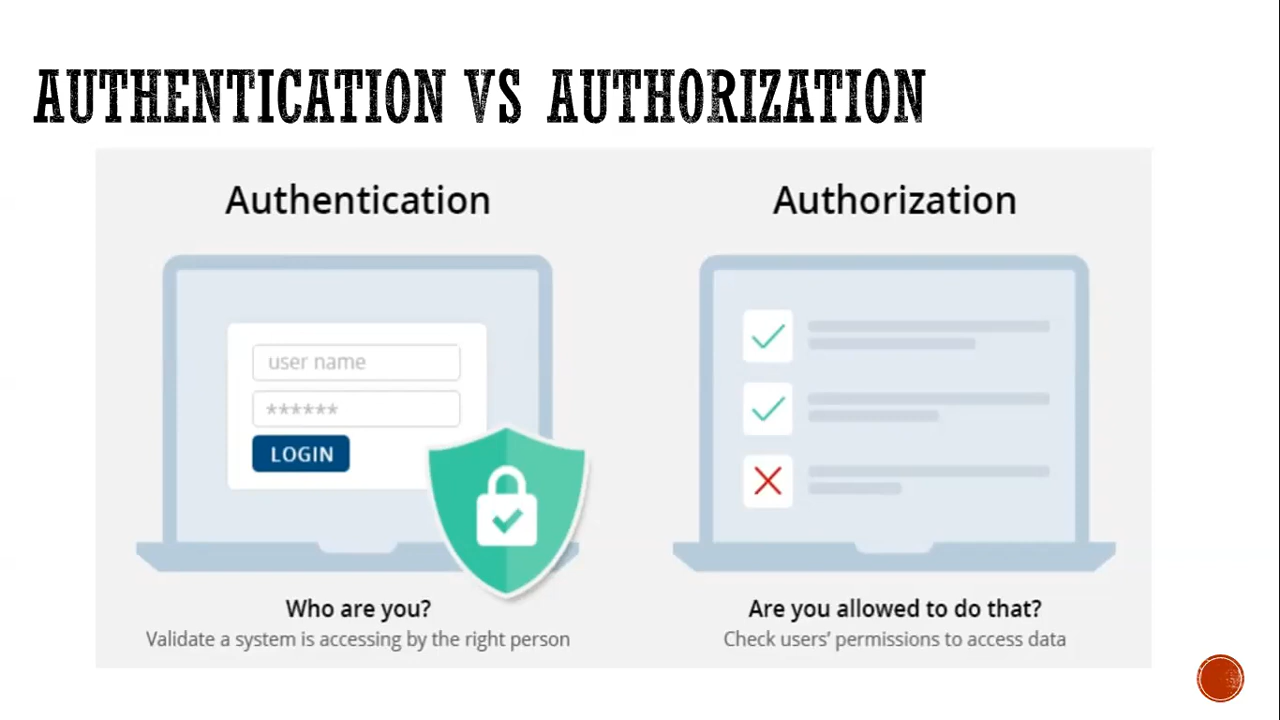 AUTHENTICATION VS AUTHORIZATION
Authentication
user name
******
LOGIN
Who are you?
Validate a system is accessing by the right person
Authorization
Are you allowed to do that?
Check users’ permissions to access data